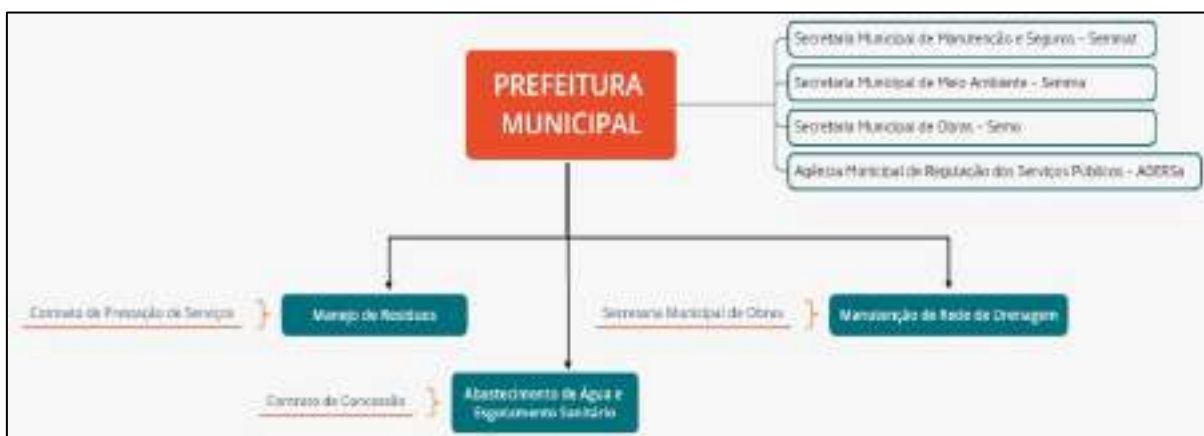 PREFEITURA
MUNICIPAL
Secretaria Municipal de Manutenção e Seguros - Semmat
Secretaria Municipal de Meio Ambiente - Semma
Secretaria Municipal de Obras - Semo
Agência Municipal de Regulação dos Serviços Públicos -
Contrato de Prestação de Serviços
Manejo de Resíduos
Secretaria Municipal de Obras
Manutenção de Rede de Drenagem
Contrato de Concessão
Abastecimento de Água e
Esgotamento Sanitário